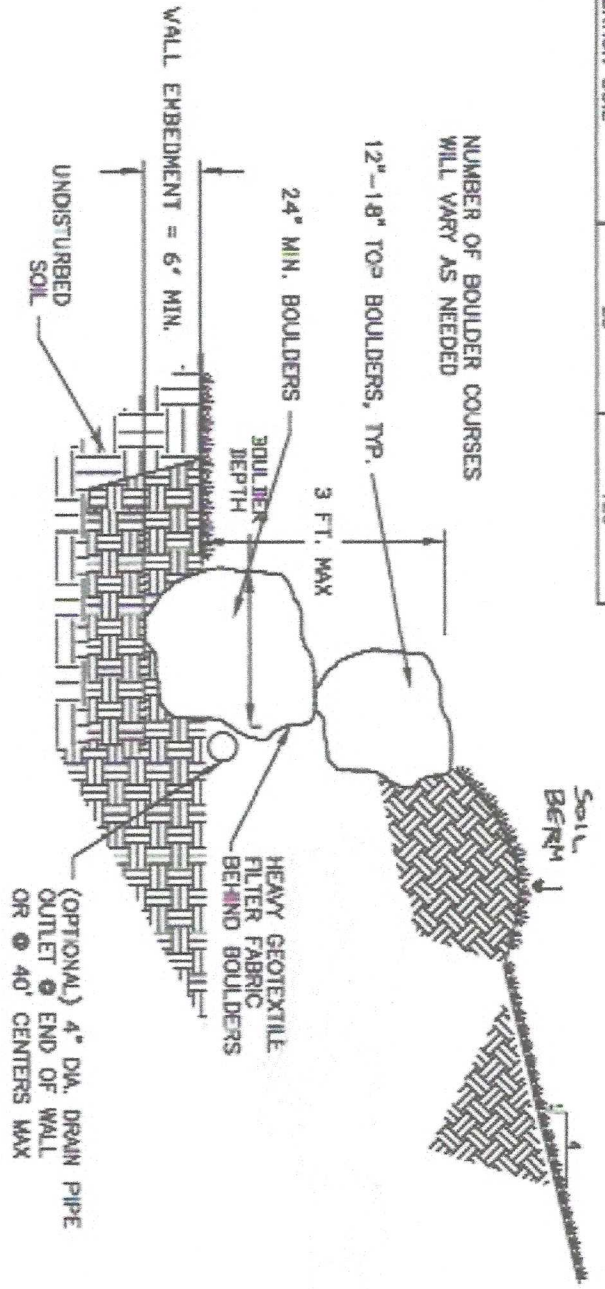 NUMBER OF BOULDER COURSES
WILL VARY AS NEEDED
12"-18" TOP BOULDERS, TYP.
3 FT. MAX
24" MIN. BOULDERS
BOULDER
DEPTH
WALL EMBEDMENT = 6" MIN.
UNDISTURBED
SOIL
SOIL
BERM
4
HEAVY GEOTEXTILE
FILTER FABRIC
BEHIND BOULDERS
(OPTIONAL) 4" DIA. DRAIN PIPE
OUTLET @ END OF WALL
OR @ 40' CENTERS MAX